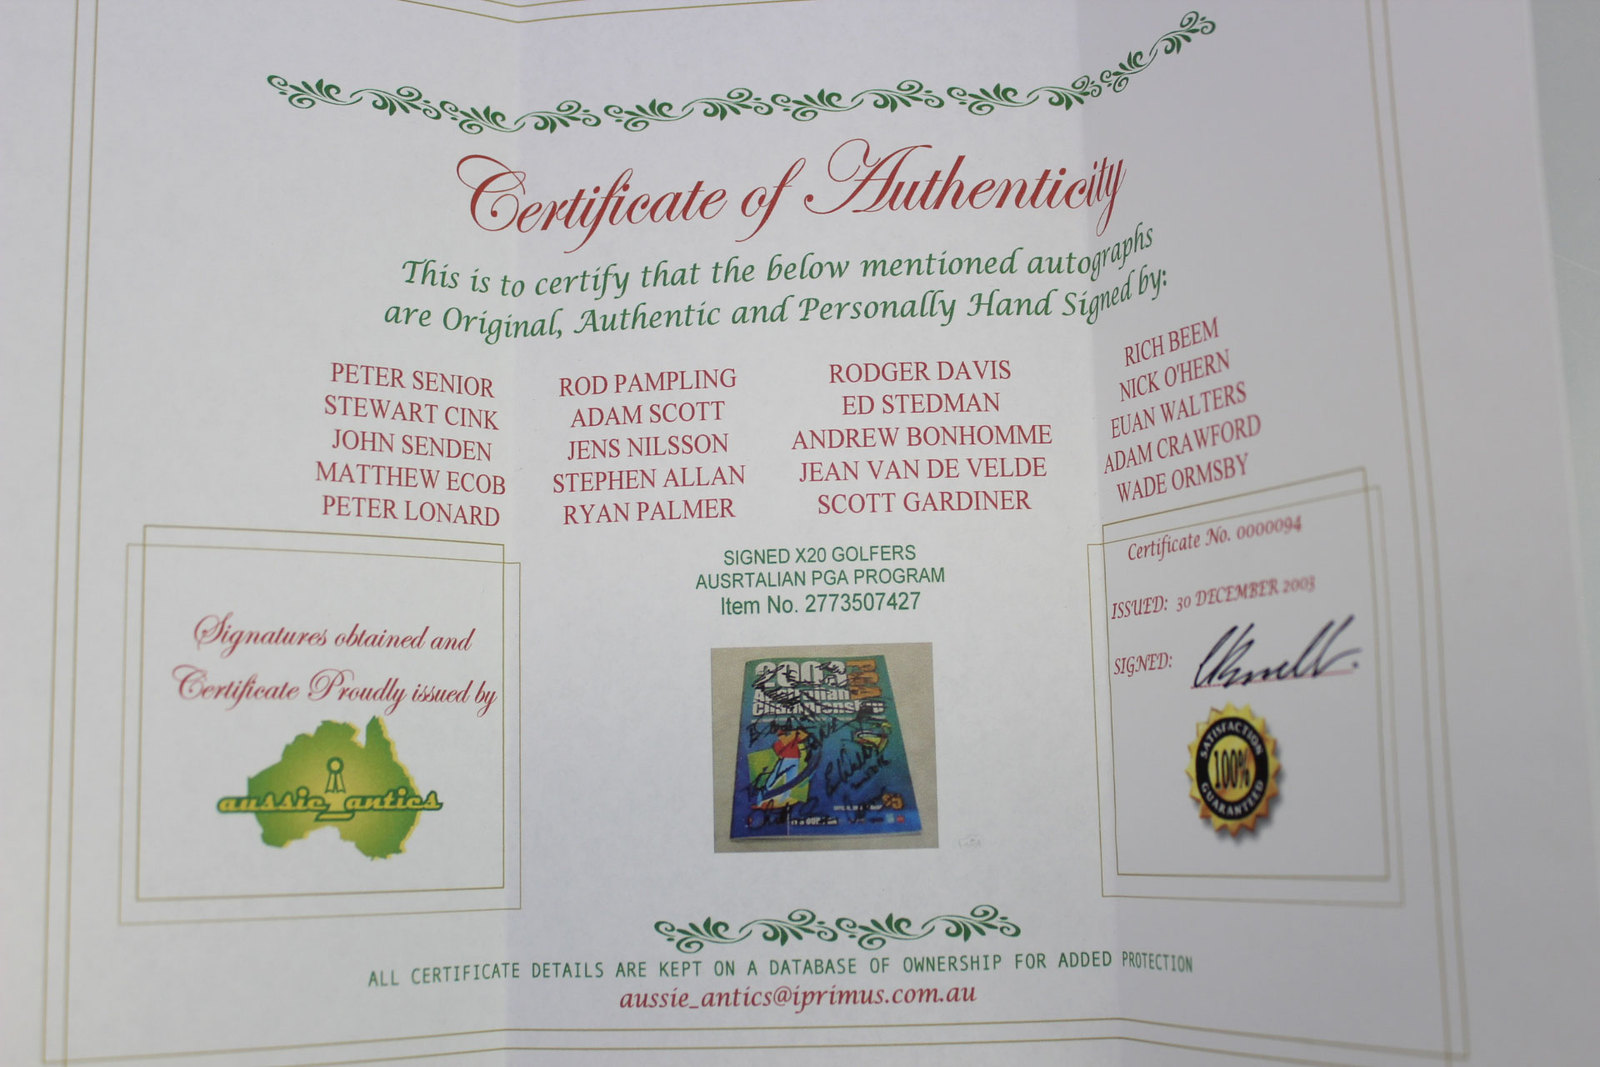 Certificate of Authenticity
This is to certify that the below mentioned autographs
are Original, Authentic and Personally Hand Signed by:
PETER SENIOR
STEWART CINK
JOHN SENDEN
MATTHEW ECOB
PETER LONARD
ROD PAMPLING
ADAM SCOTT
JENS NILSSON
STEPHEN ALLAN
RYAN PALMER
RODGER DAVIS
ED STEDMAN
ANDREW BONHOMME
JEAN VAN DE VELDE
SCOTT GARDINER
RICH BEEM
NICK O'HERN
EUAN WALTERS
ADAM CRAWFORD
WADE ORMSBY
SIGNED X20 GOLFERS
AUSRTALIAN PGA PROGRAM
Item No. 2773507427
Signatures obtained and
Certificate Proudly issued by
aussie_antics
PGA
Championship
Certificate No. 0000094
ISSUED: 30 DECEMBER 2003
SIGNED:
SATISFACTION
100%
GUARANTEED
ALL CERTIFICATE DETAILS ARE KEPT ON A DATABASE OF OWNERSHIP FOR ADDED PROTECTION
aussie_antics@iprimus.com.au